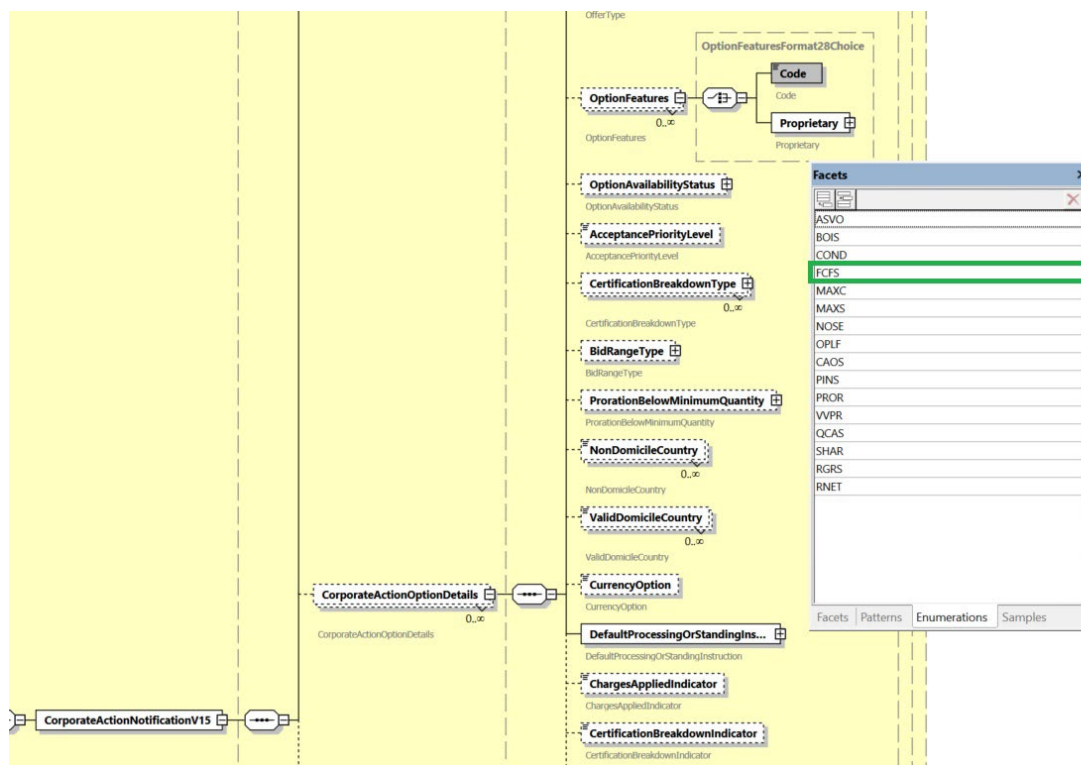 OfferType
OptionFeaturesFormat28Choice
Code
Code
OptionFeatures
0..∞
OptionFeatures
Proprietary
Proprietary
OptionAvailabilityStatus
OptionAvailabilityStatus
AcceptancePriorityLevel
AcceptancePriorityLevel
CertificationBreakdownType
0..∞
CertificationBreakdownType
BidRangeType
BidRangeType
ProrationBelowMinimumQuantity
ProrationBelowMinimumQuantity
NonDomicileCountry
0..∞
NonDomicileCountry
ValidDomicileCountry
0..∞
ValidDomicileCountry
CurrencyOption
CurrencyOption
CorporateActionOptionDetails
0..∞
CorporateActionOptionDetails
DefaultProcessingOrStandingIns...
DefaultProcessingOrStandingInstruction
ChargesAppliedIndicator
ChargesAppliedIndicator
CorporateActionNotificationV15
CertificationBreakdownIndicator
CertificationBreakdownIndicator
Facets
ASVO
BOIS
COND
FCFS
MAXC
MAXS
NOSE
OPLF
CAOS
PINS
PROR
VVPR
QCAS
SHAR
RGRS
RNET
Facets Patterns Enumerations Samples